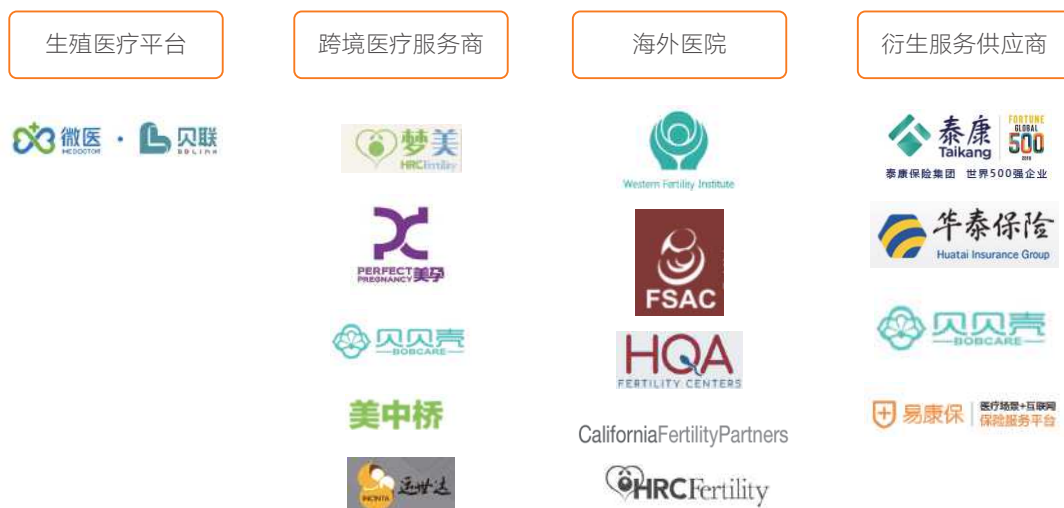 生殖医疗平台
跨境医疗服务商
海外医院
衍生服务供应商
微医 · 贝联
WEDOCTOR
BBLINK
梦美
HRCFertility
PERFECT
PREGNANCY 美孕
贝贝壳
BOBCARE
美中桥
INCINTA
Western Fertility Institute
FSAC
HQA
FERTILITY CENTERS
CaliforniaFertilityPartners
HRCFertility
泰康
Taikang
FORTUNE
GLOBAL
500
泰康保险集团 世界500强企业
华泰保险
Huatai Insurance Group
贝贝壳
BOBCARE
易康保
医疗场景+互联网
保险服务平台